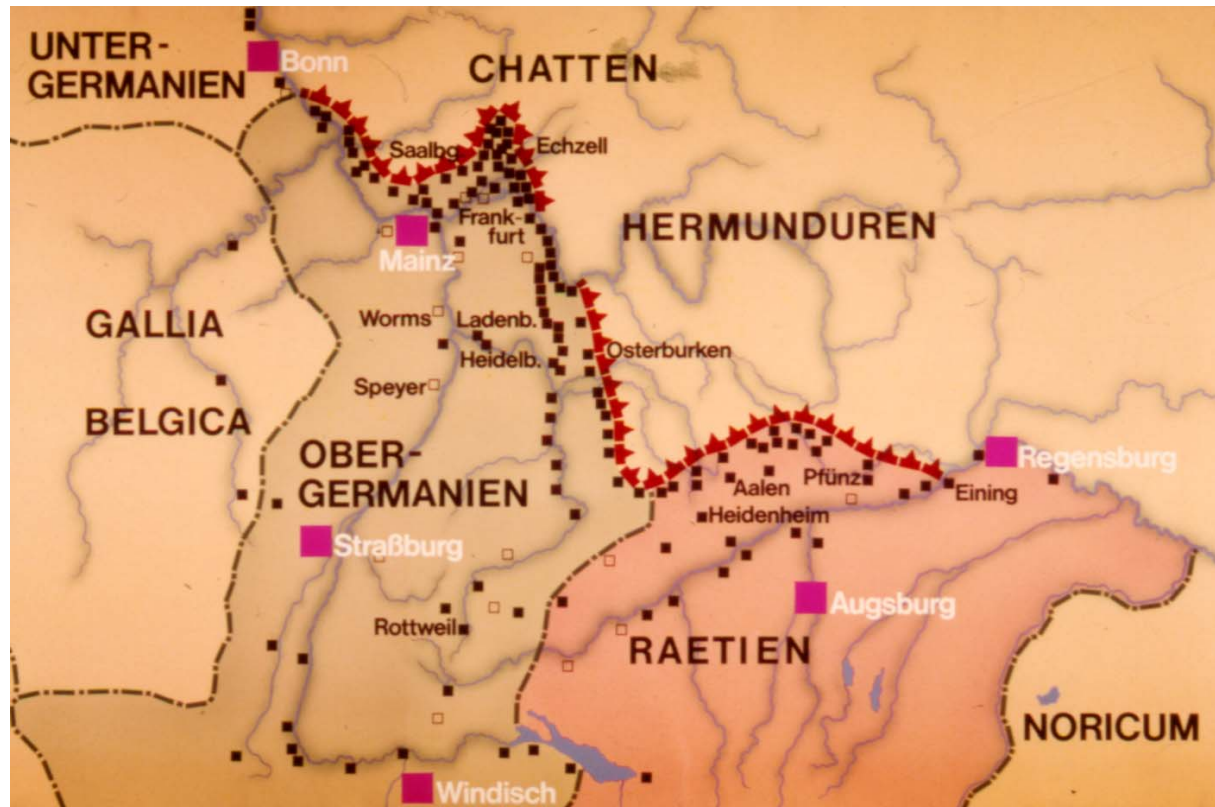 UNTER-
GERMANIEN
Bonn
CHATTEN
Saalbg.
Echzell
HERMUNDUREN
Frank-
furt
Mainz
GALLIA
BELGICA
Worms
Ladenb.
Heidelb.
Speyer
Osterburken
OBER-
GERMANIEN
Regensburg
Pfünz
Aalen
Eining
Heidenheim
Straßburg
Augsburg
Rottweil
RAETIEN
NORICUM
Windisch